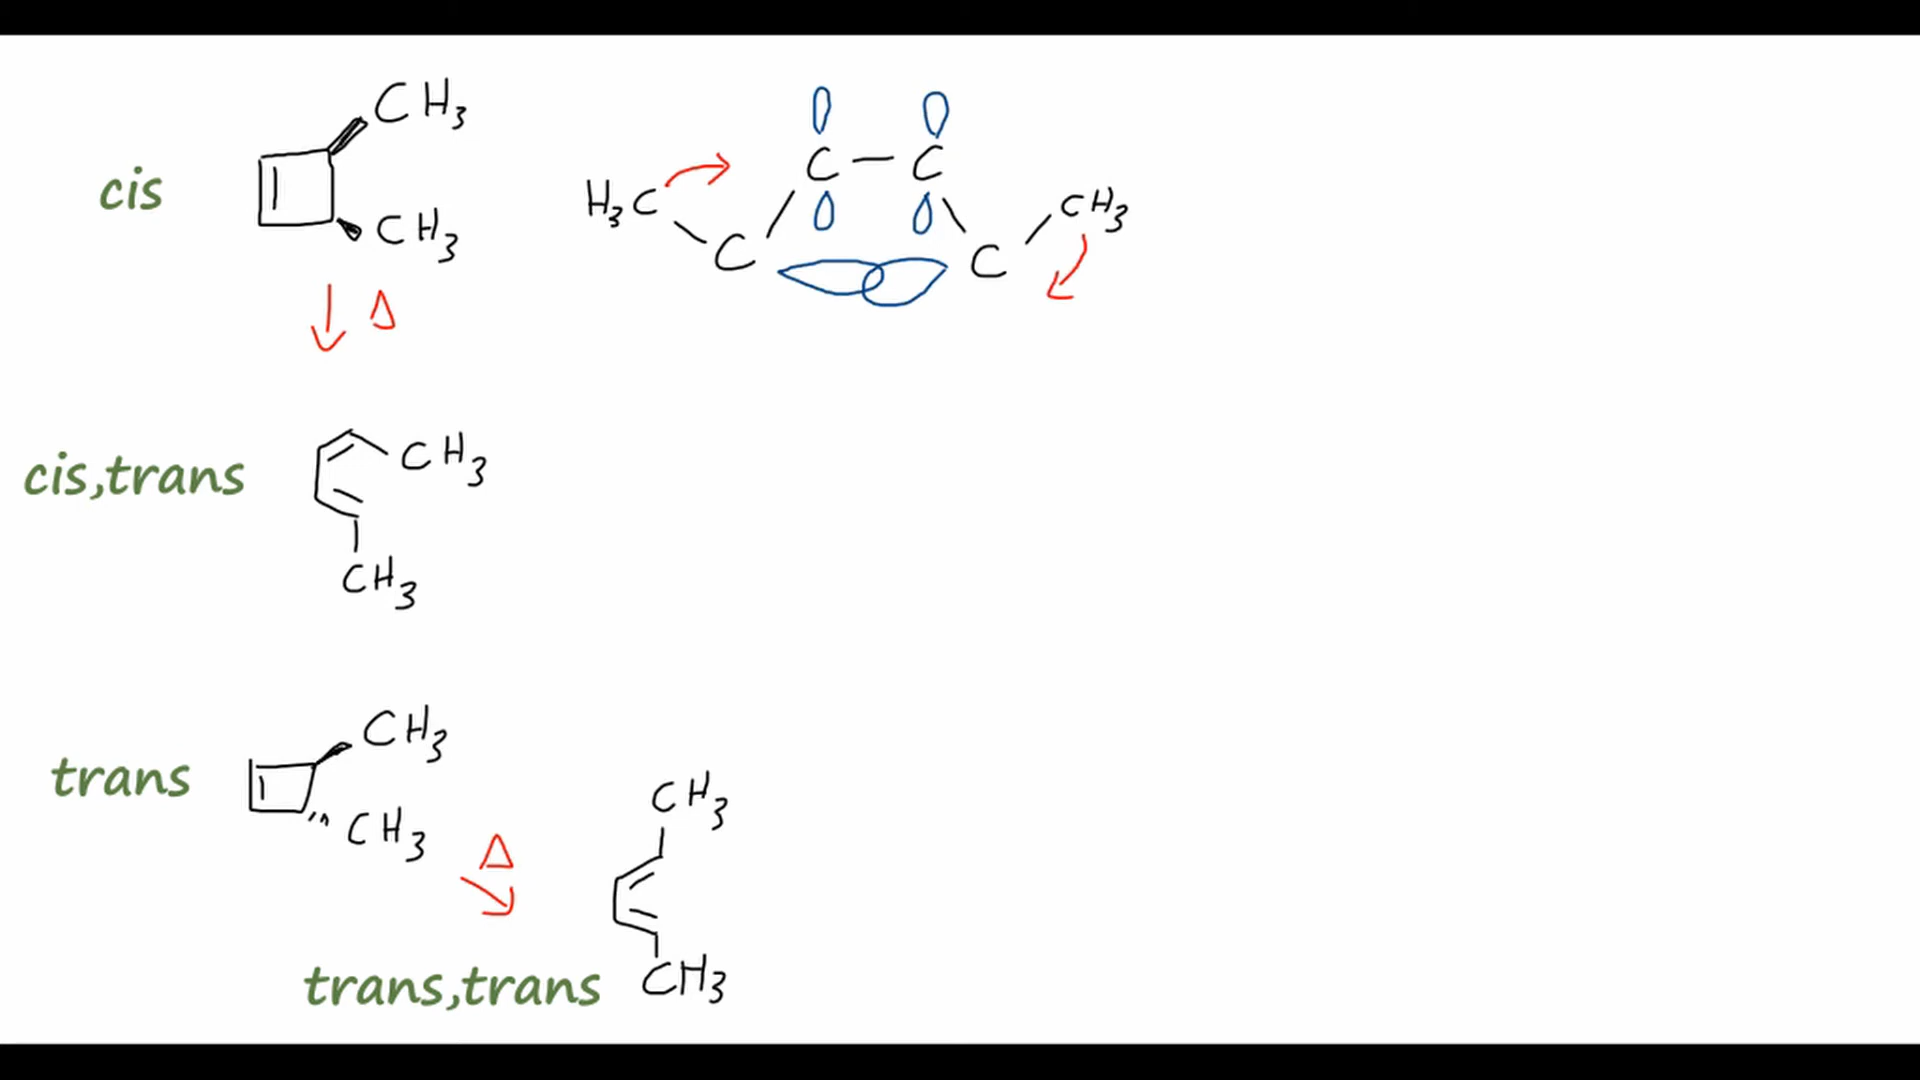 CH3
cis
CH3
Δ
C – C
H3C
CH3
C
C
cis,trans
CH3
CH3
trans
CH3
CH3
Δ
CH3
CH3
trans,trans